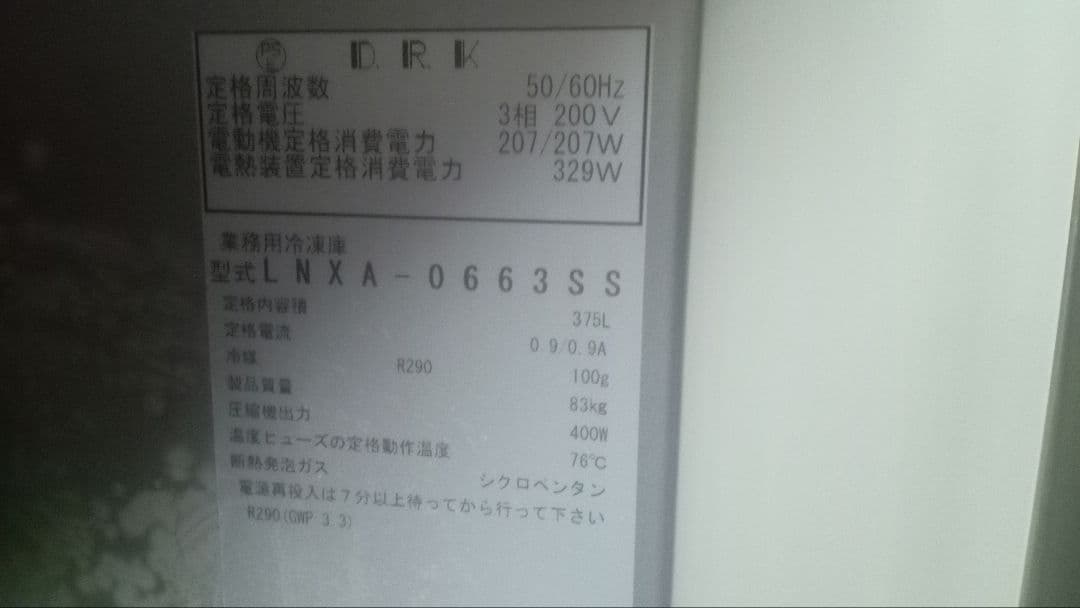 PS
E
D.R.K
定格周波数 50/60Hz
定格電圧 3相 200V
電動機定格消費電力 207/207W
電熱装置定格消費電力 329W
業務用冷凍庫
型式LNXA-0663SS
定格内容積 375L
定格電流 0.9/0.9A
冷媒 R290 100g
製品質量 83kg
圧縮機出力 400W
温度ヒューズの定格動作温度 76℃
断熱発泡ガス シクロペンタン
電源再投入は7分以上待ってから行って下さい
R290(GWP 3.3)